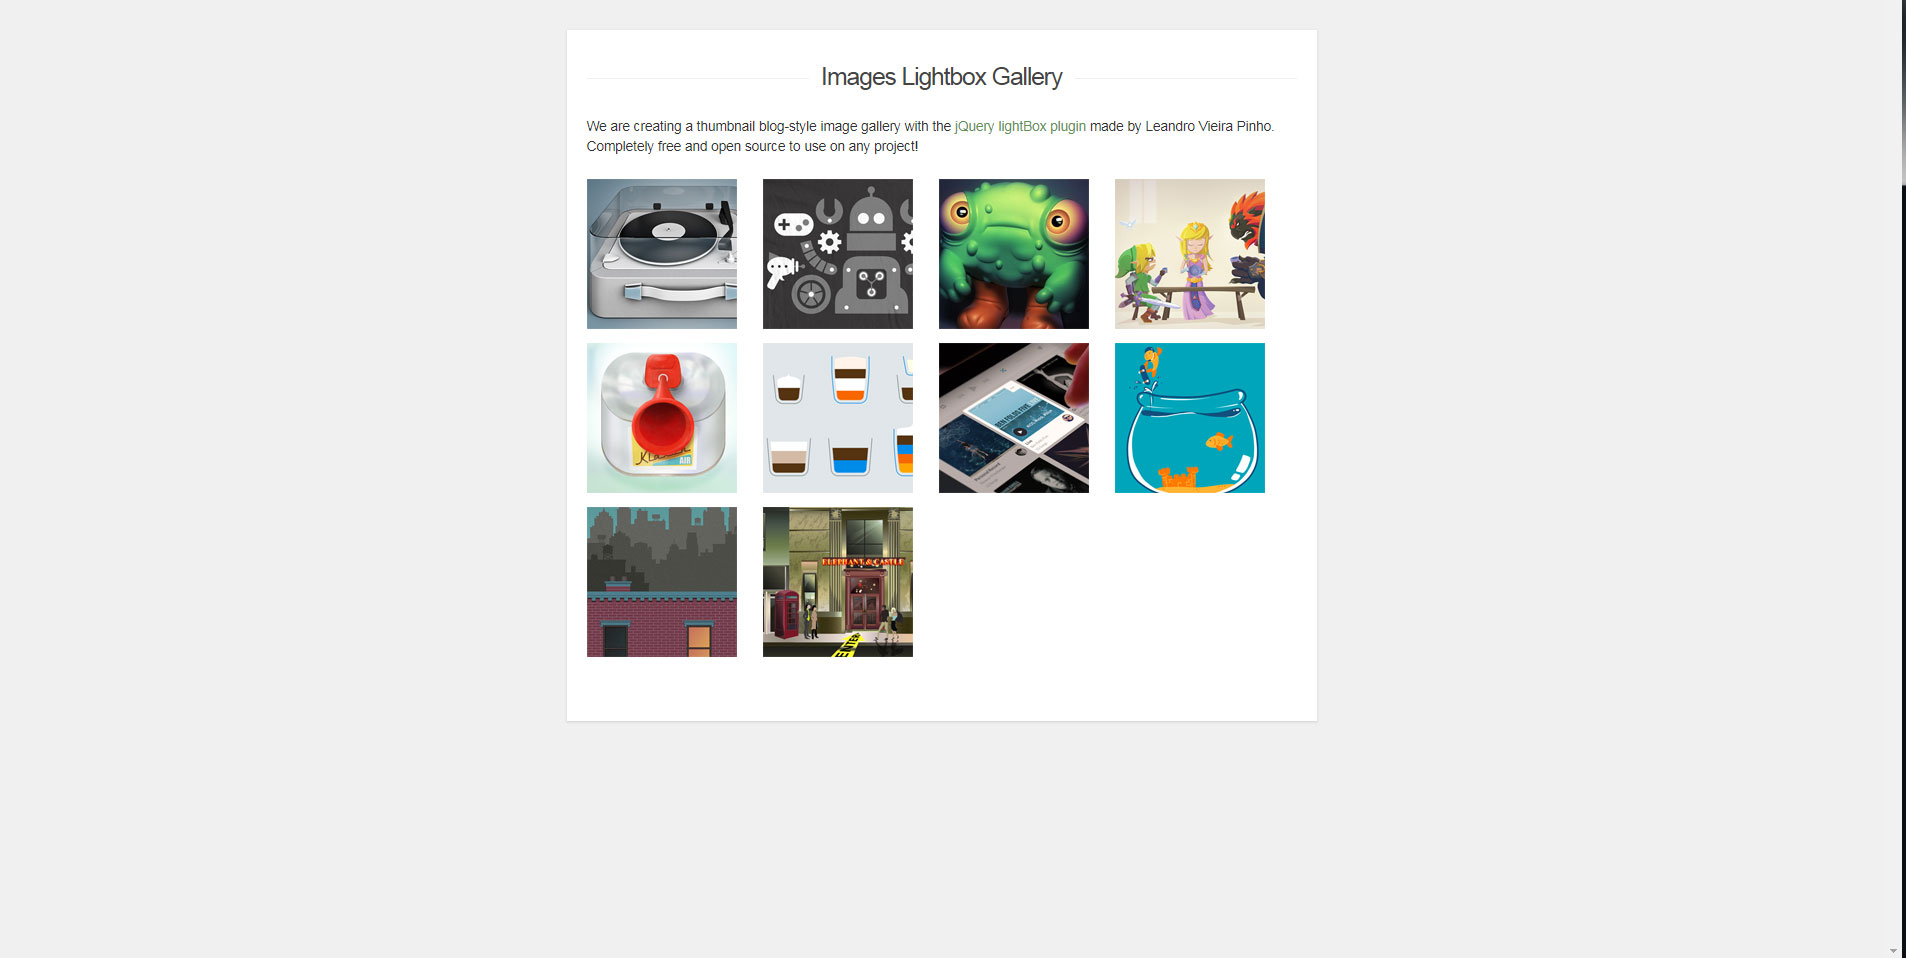 Images Lightbox Gallery
We are creating a thumbnail blog-style image gallery with the jQuery lightBox plugin made by Leandro Vieira Pinho.
Completely free and open source to use on any project!
AIR
ELEPHANT & CASTLE